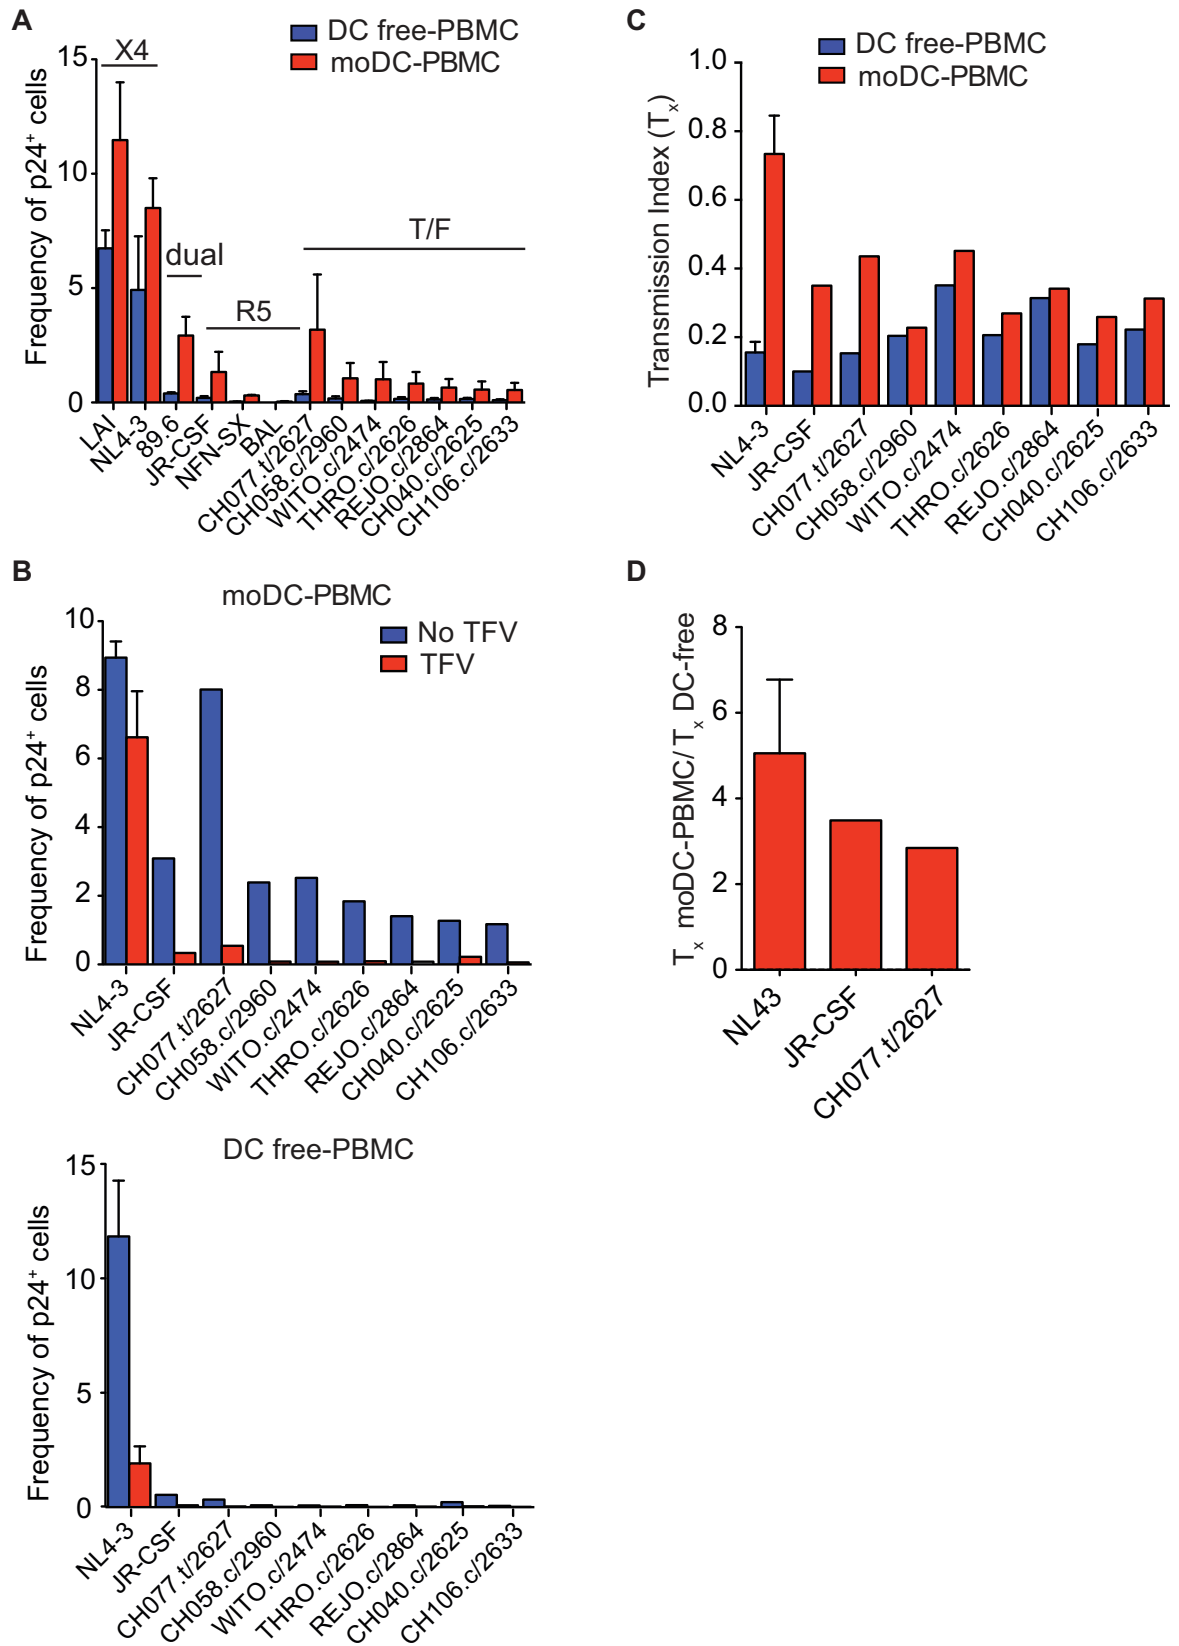 A
DC free-PBMC
moDC-PBMC
X4
dual
R5
T/F
Frequency of p24+ cells
15
10
5
0
LAI
NL4-3
89.6
JR-CSF
NFN-SX
BAL
CH077.t/2627
CH058.c/2960
WITO.c/2474
THRO.c/2626
REJO.c/2864
CH040.c/2625
CH106.c/2633
B
moDC-PBMC
No TFV
TFV
Frequency of p24+ cells
10
8
6
4
2
0
NL4-3
JR-CSF
CH077.t/2627
CH058.c/2960
WITO.c/2474
THRO.c/2626
REJO.c/2864
CH040.c/2625
CH106.c/2633
DC free-PBMC
Frequency of p24+ cells
15
10
5
0
NL4-3
JR-CSF
CH077.t/2627
CH058.c/2960
WITO.c/2474
THRO.c/2626
REJO.c/2864
CH040.c/2625
CH106.c/2633
C
DC free-PBMC
moDC-PBMC
Transmission Index (Tx)
1.0
0.8
0.6
0.4
0.2
0.0
NL4-3
JR-CSF
CH077.t/2627
CH058.c/2960
WITO.c/2474
THRO.c/2626
REJO.c/2864
CH040.c/2625
CH106.c/2633
D
Tx moDC-PBMC/ Tx DC-free
8
6
4
2
0
NL43
JR-CSF
CH077.t/2627